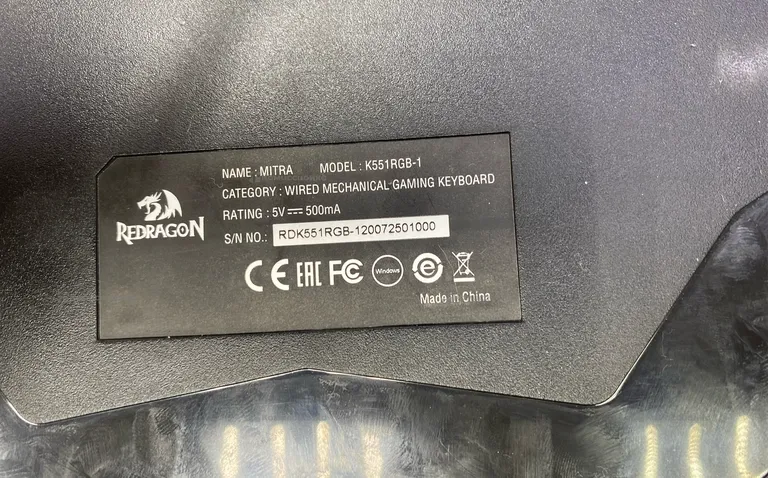 REDRAGON
NAME : MITRA MODEL : K551RGB-1
CATEGORY : WIRED MECHANICAL GAMING KEYBOARD
RATING : 5V⎓500mA
S/N NO.: RDK551RGB-120072501000
CE EAC FC Windows e
Made in China